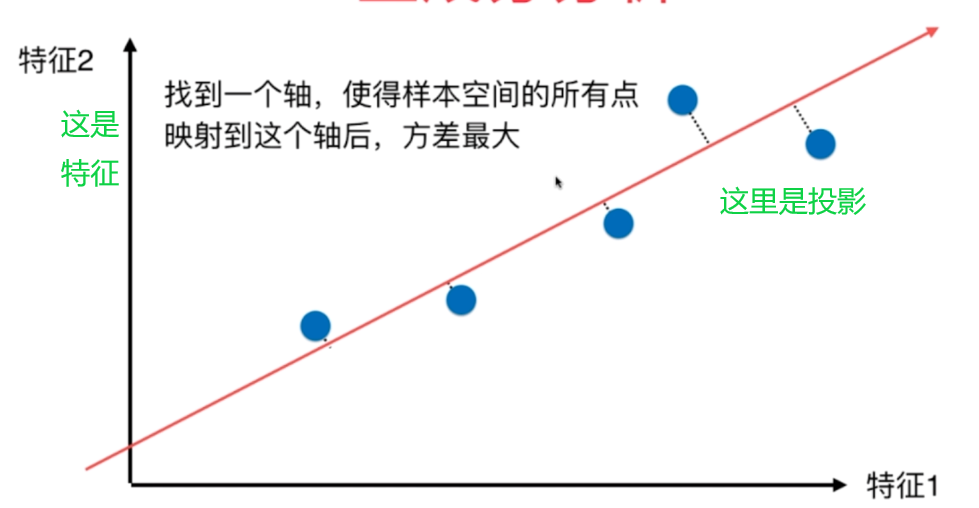 特征2
找到一个轴，使得样本空间的所有点
映射到这个轴后，方差最大
这是
特征
这里是投影
特征1